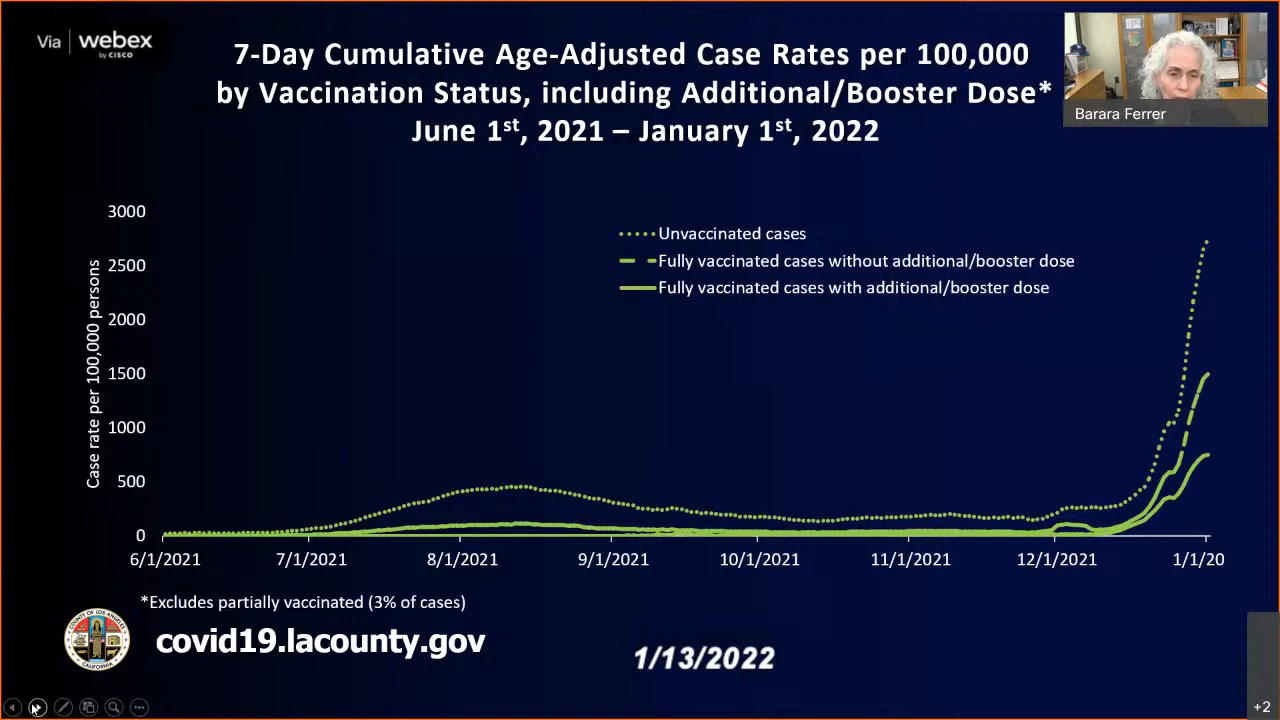 Via | webex
by CISCO
7-Day Cumulative Age-Adjusted Case Rates per 100,000
by Vaccination Status, including Additional/Booster Dose*
June 1st, 2021 – January 1st, 2022
Barara Ferrer
Case rate per 100,000 persons
3000
2500
2000
1500
1000
500
0
Unvaccinated cases
Fully vaccinated cases without additional/booster dose
Fully vaccinated cases with additional/booster dose
6/1/2021 7/1/2021 8/1/2021 9/1/2021 10/1/2021 11/1/2021 12/1/2021 1/1/20
*Excludes partially vaccinated (3% of cases)
COUNTY OF LOS ANGELES
CALIFORNIA
covid19.lacounty.gov
1/13/2022
+2